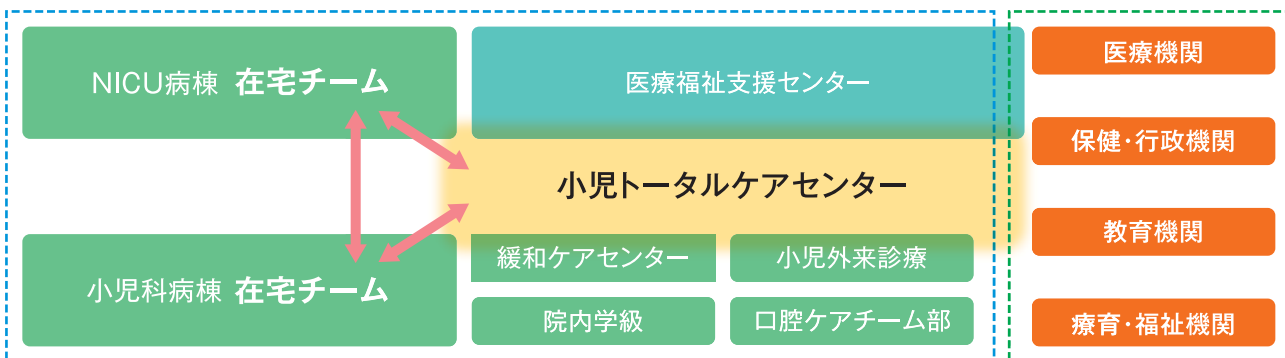 NICU病棟 在宅チーム
医療福祉支援センター
医療機関
保健・行政機関
小児トータルケアセンター
教育機関
小児科病棟 在宅チーム
緩和ケアセンター
小児外来診療
院内学級
口腔ケアチーム部
療育・福祉機関